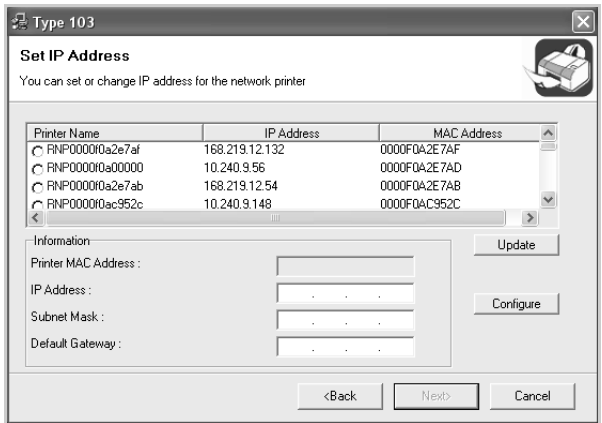 Type 103
Set IP Address
You can set or change IP address for the network printer
Printer Name IP Address MAC Address
RNP0000f0a2e7af 168.219.12.132 0000F0A2E7AF
RNP0000f0a00000 10.240.9.56 0000F0A2E7AD
RNP0000f0a2e7ab 168.219.12.54 0000F0A2E7AB
RNP0000f0ac952c 10.240.9.148 0000F0AC952C
Information
Update
Printer MAC Address :
IP Address :
Configure
Subnet Mask :
Default Gateway :
<Back Next> Cancel